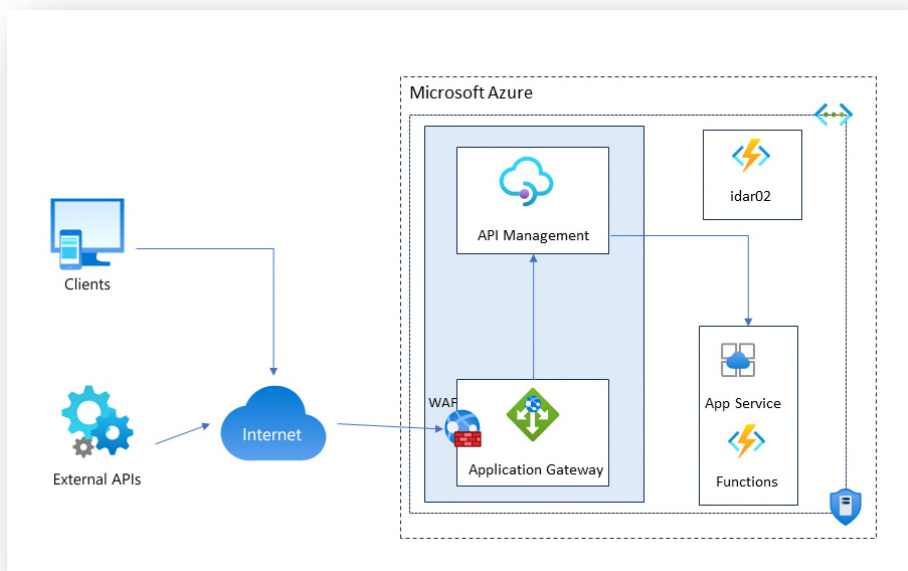 Microsoft Azure
API Management
idar02
Clients
App Service
WAF
Internet
Application Gateway
External APIs
Functions